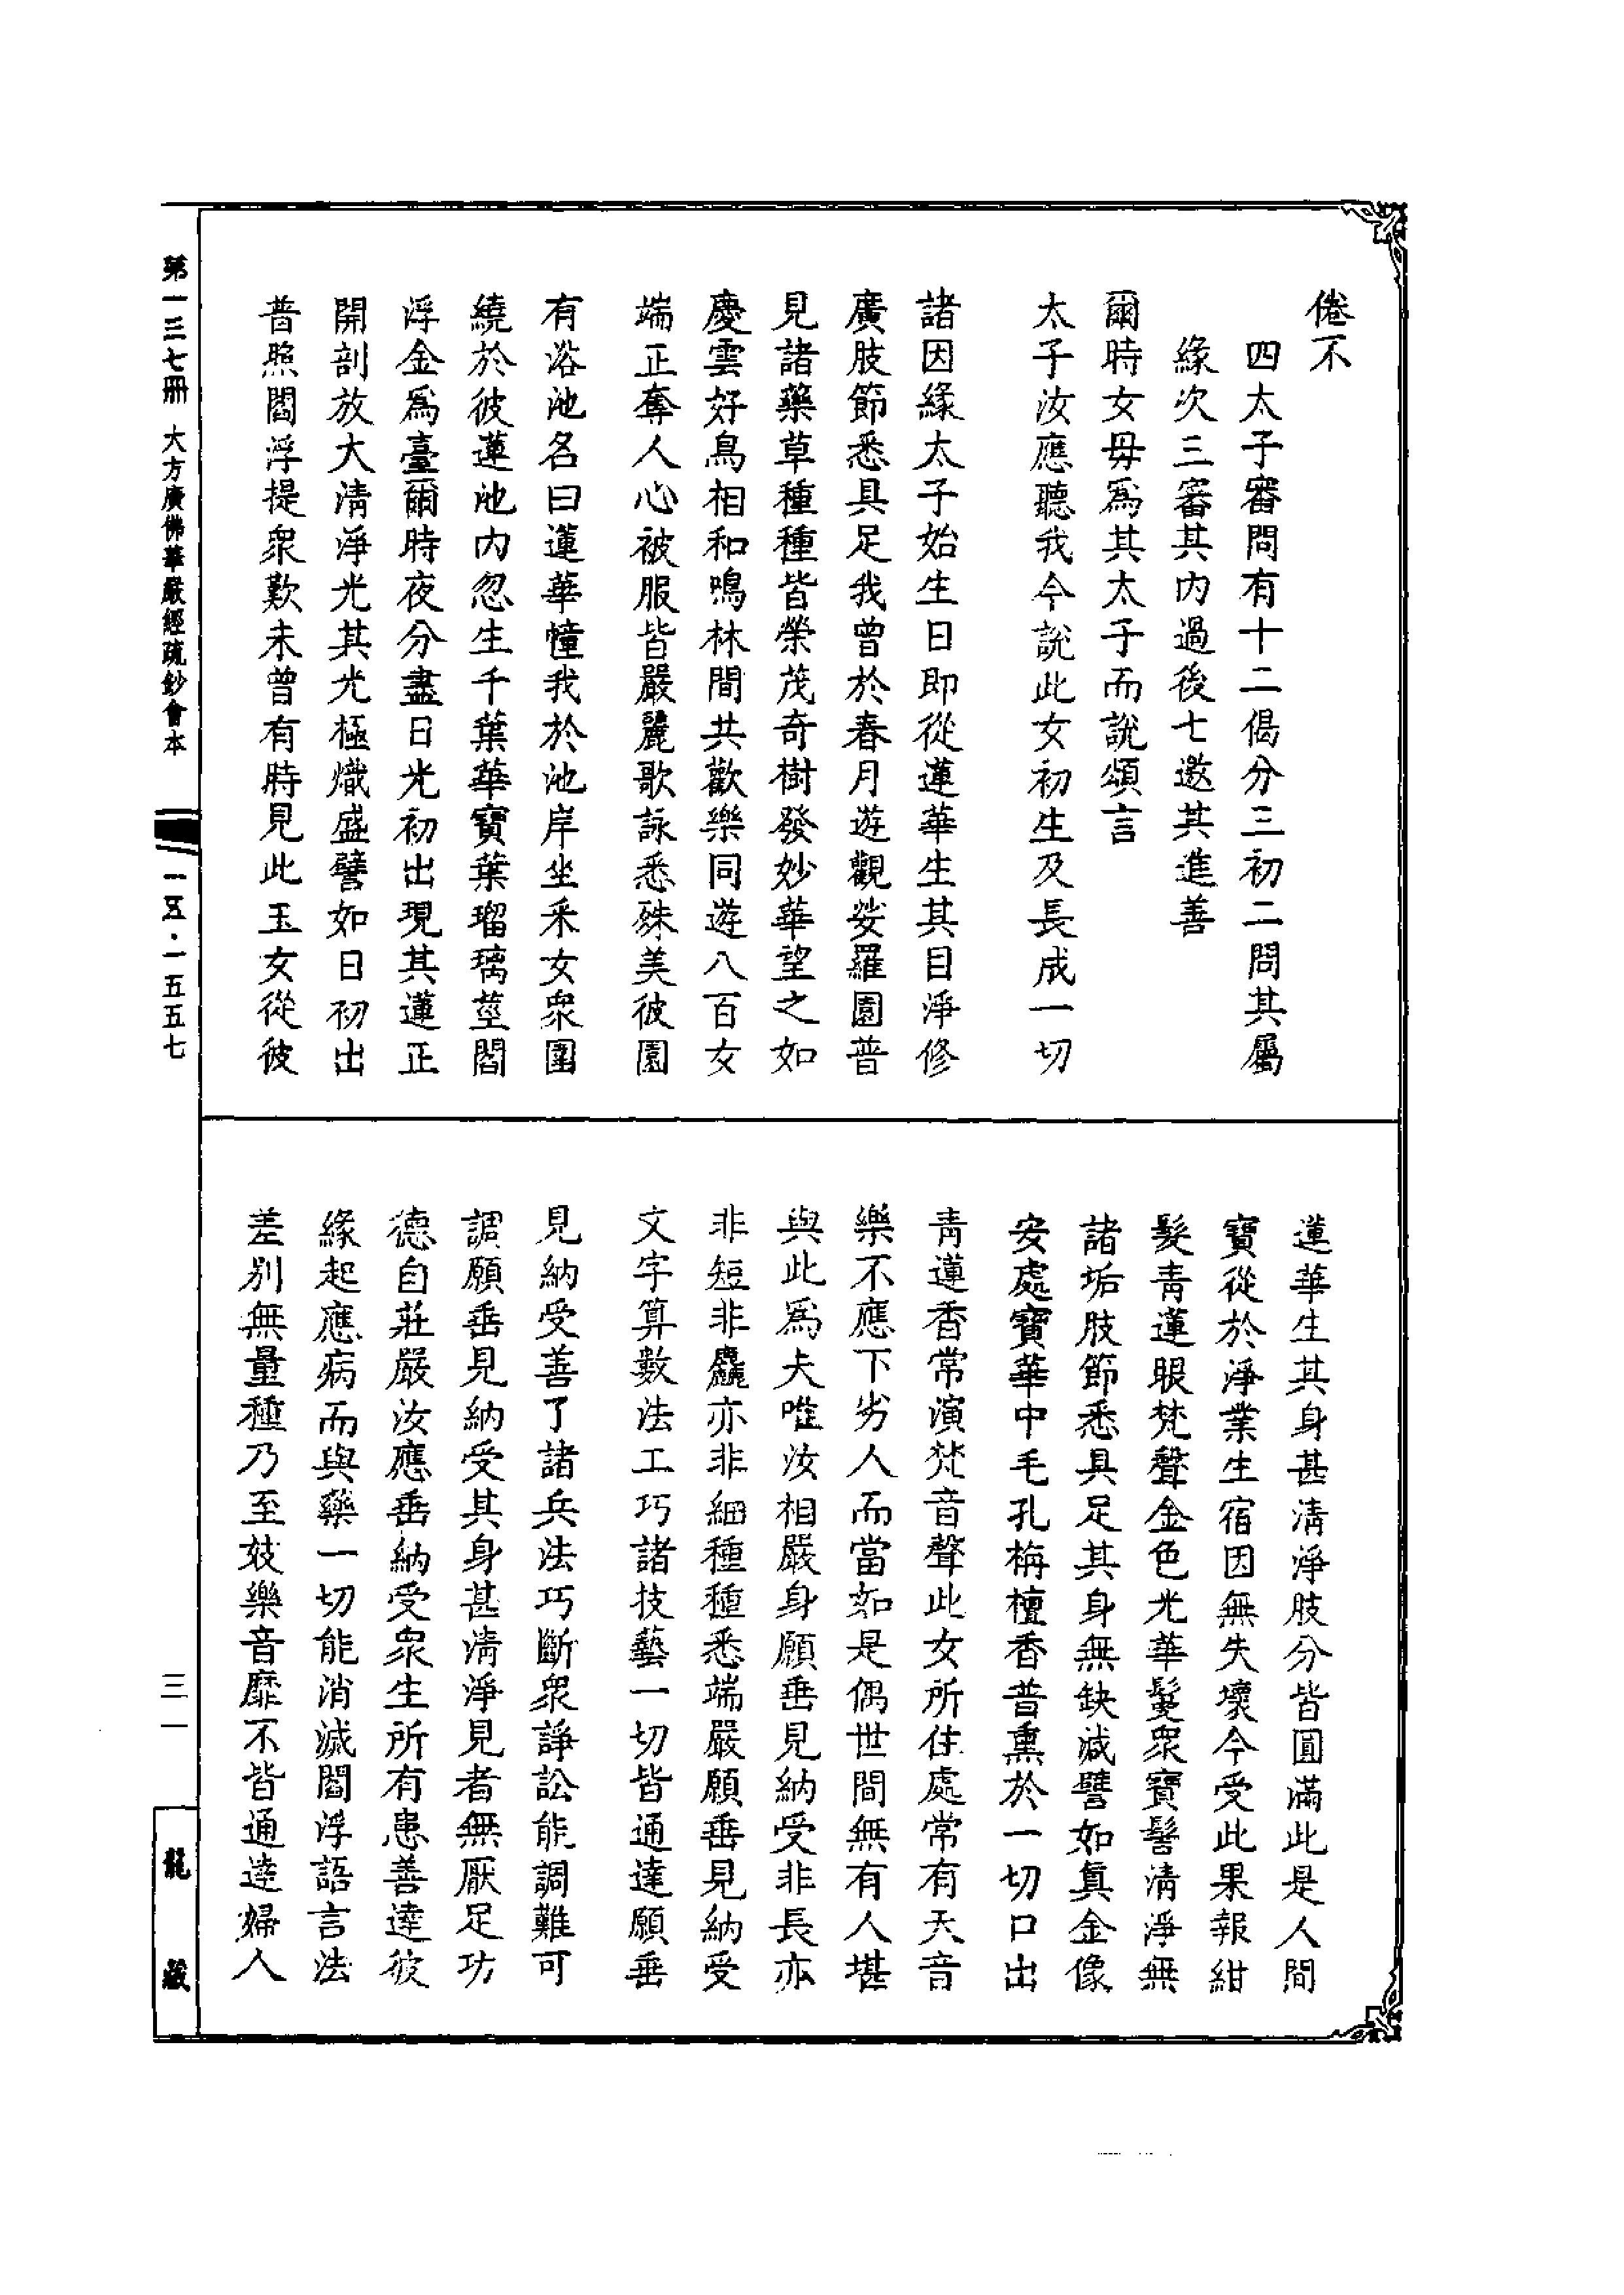 倦不
四太子審問有十二偈分三初二問其屬
緣次三審其內過後七邀其進善
爾時女母爲其太子而說頌言
太子汝應聽我今說此女初生及長成一切
諸因緣太子始生日即從蓮華生其目淨修
廣肢節悉具足我曾於春月遊觀娑羅園普
見諸藥草種種皆榮茂奇樹發妙華望之如
慶雲好鳥相和鳴林間共歡樂同遊八百女
端正奪人心被服皆嚴麗歌詠悉殊美彼園
有浴池名曰蓮華幢我於池岸坐釆女衆圍
繞於彼蓮池內忽生千葉華寶葉瑠璃莖閻
浮金爲臺爾時夜分盡日光初出現其蓮正
開剖放大清淨光其光極熾盛譬如日初出
普照閻浮提衆歎未曾有時見此玉女從彼
蓮華生其身甚清淨肢分皆圓滿此是人間
寶從於淨業生宿因無失壞今受此果報紺
髮青蓮眼梵聲金色光華鬘衆寶髻清淨無
諸垢肢節悉具足其身無缺減譬如眞金像
安處寶華中毛孔栴檀香普熏於一切口出
青蓮香常演梵音聲此女所住處常有天音
樂不應下劣人而當如是偶世間無有人堪
與此爲夫唯汝相嚴身願垂見納受非長亦
非短非麤亦非細種種悉端嚴願垂見納受
文字算數法工巧諸技藝一切皆通達願垂
見納受善了諸兵法巧斷衆諍訟能調難可
調願垂見納受其身甚清淨見者無厭足功
德自莊嚴汝應垂納受衆生所有患善達彼
緣起應病而與藥一切能消滅閻浮語言法
差別無量種乃至妓樂音靡不皆通達婦人
第一三七冊 大方廣佛華嚴經疏鈔會本
一五·一五五七
三一
龍藏